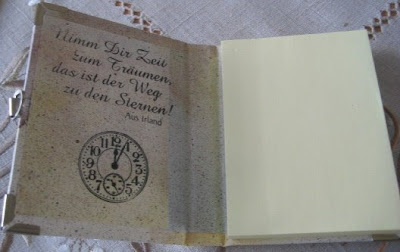 Nimm Dir Zeit
zum Träumen,
das ist der Weg
zu den Sternen!
Aus Irland